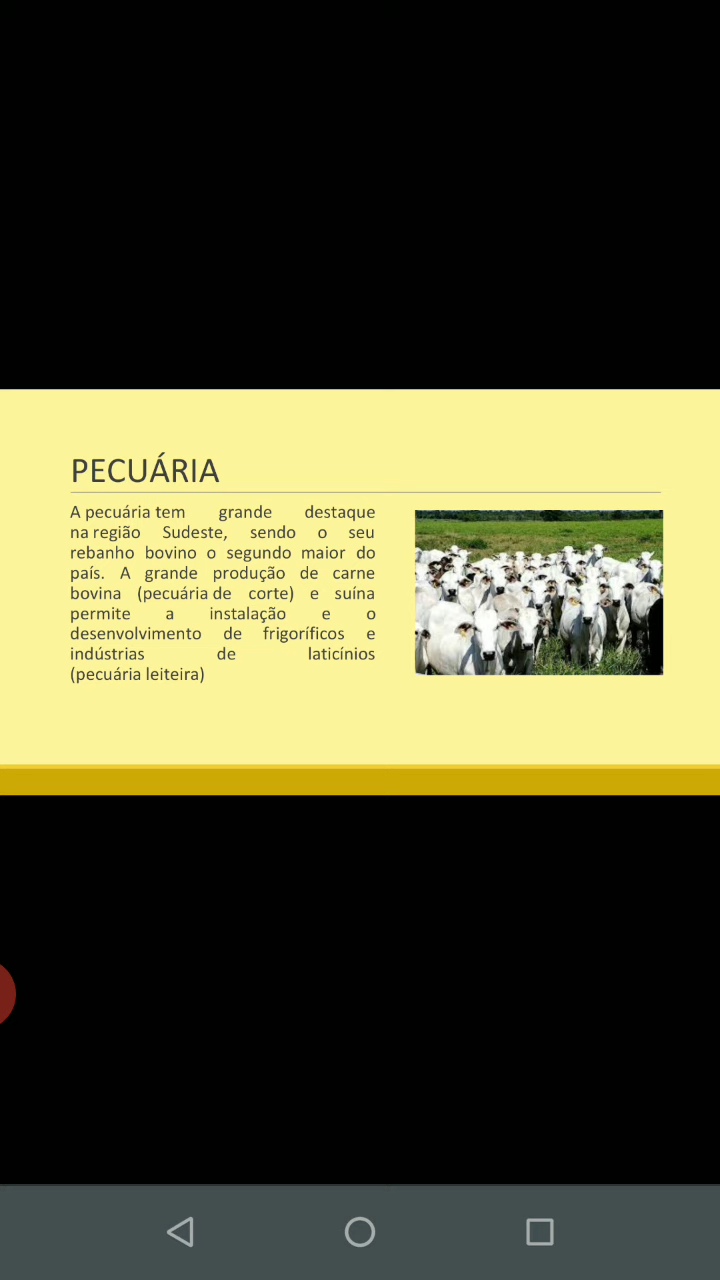 PECUÁRIA
A pecuária tem grande destaque
na região Sudeste, sendo o seu
rebanho bovino o segundo maior do
país. A grande produção de carne
bovina (pecuária de corte) e suína
permite a instalação e o
desenvolvimento de frigoríficos e
indústrias de laticínios
(pecuária leiteira)